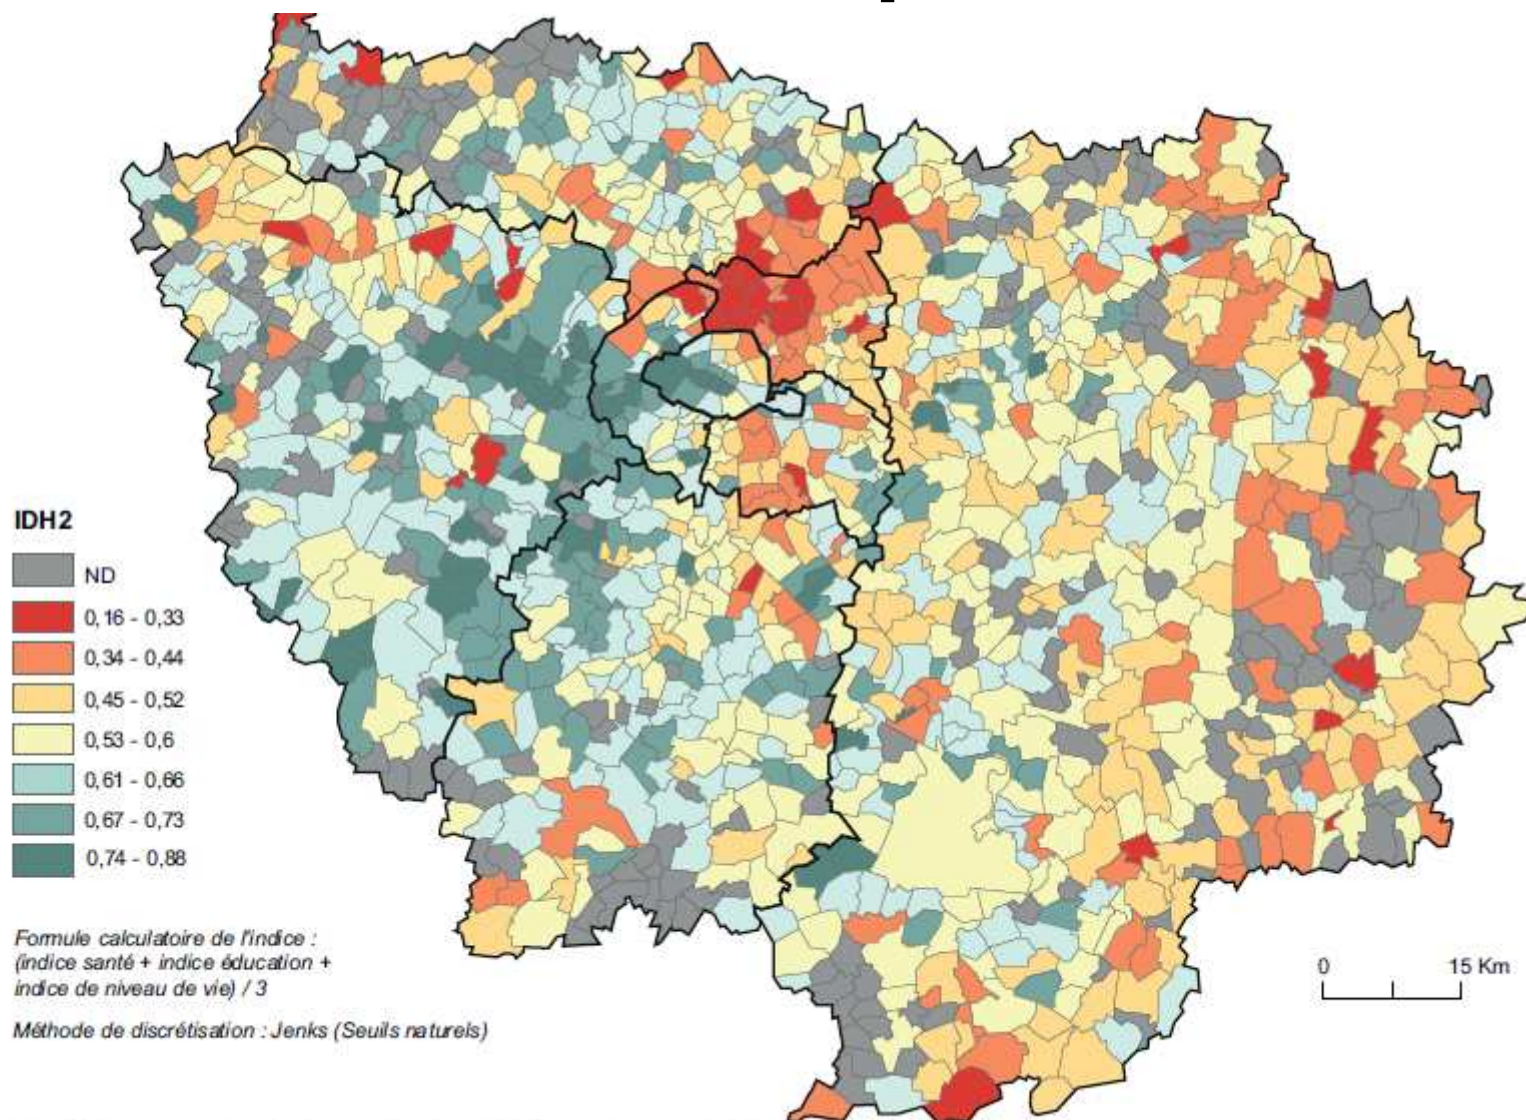 IDH2
ND
0,16 - 0,33
0,34 - 0,44
0,45 - 0,52
0,53 - 0,6
0,61 - 0,66
0,67 - 0,73
0,74 - 0,88
Formule calculatoire de l'indice :
(indice santé + indice éducation +
indice de niveau de vie) / 3
Méthode de discrétisation : Jenks (Seuils naturels)
0 15 Km